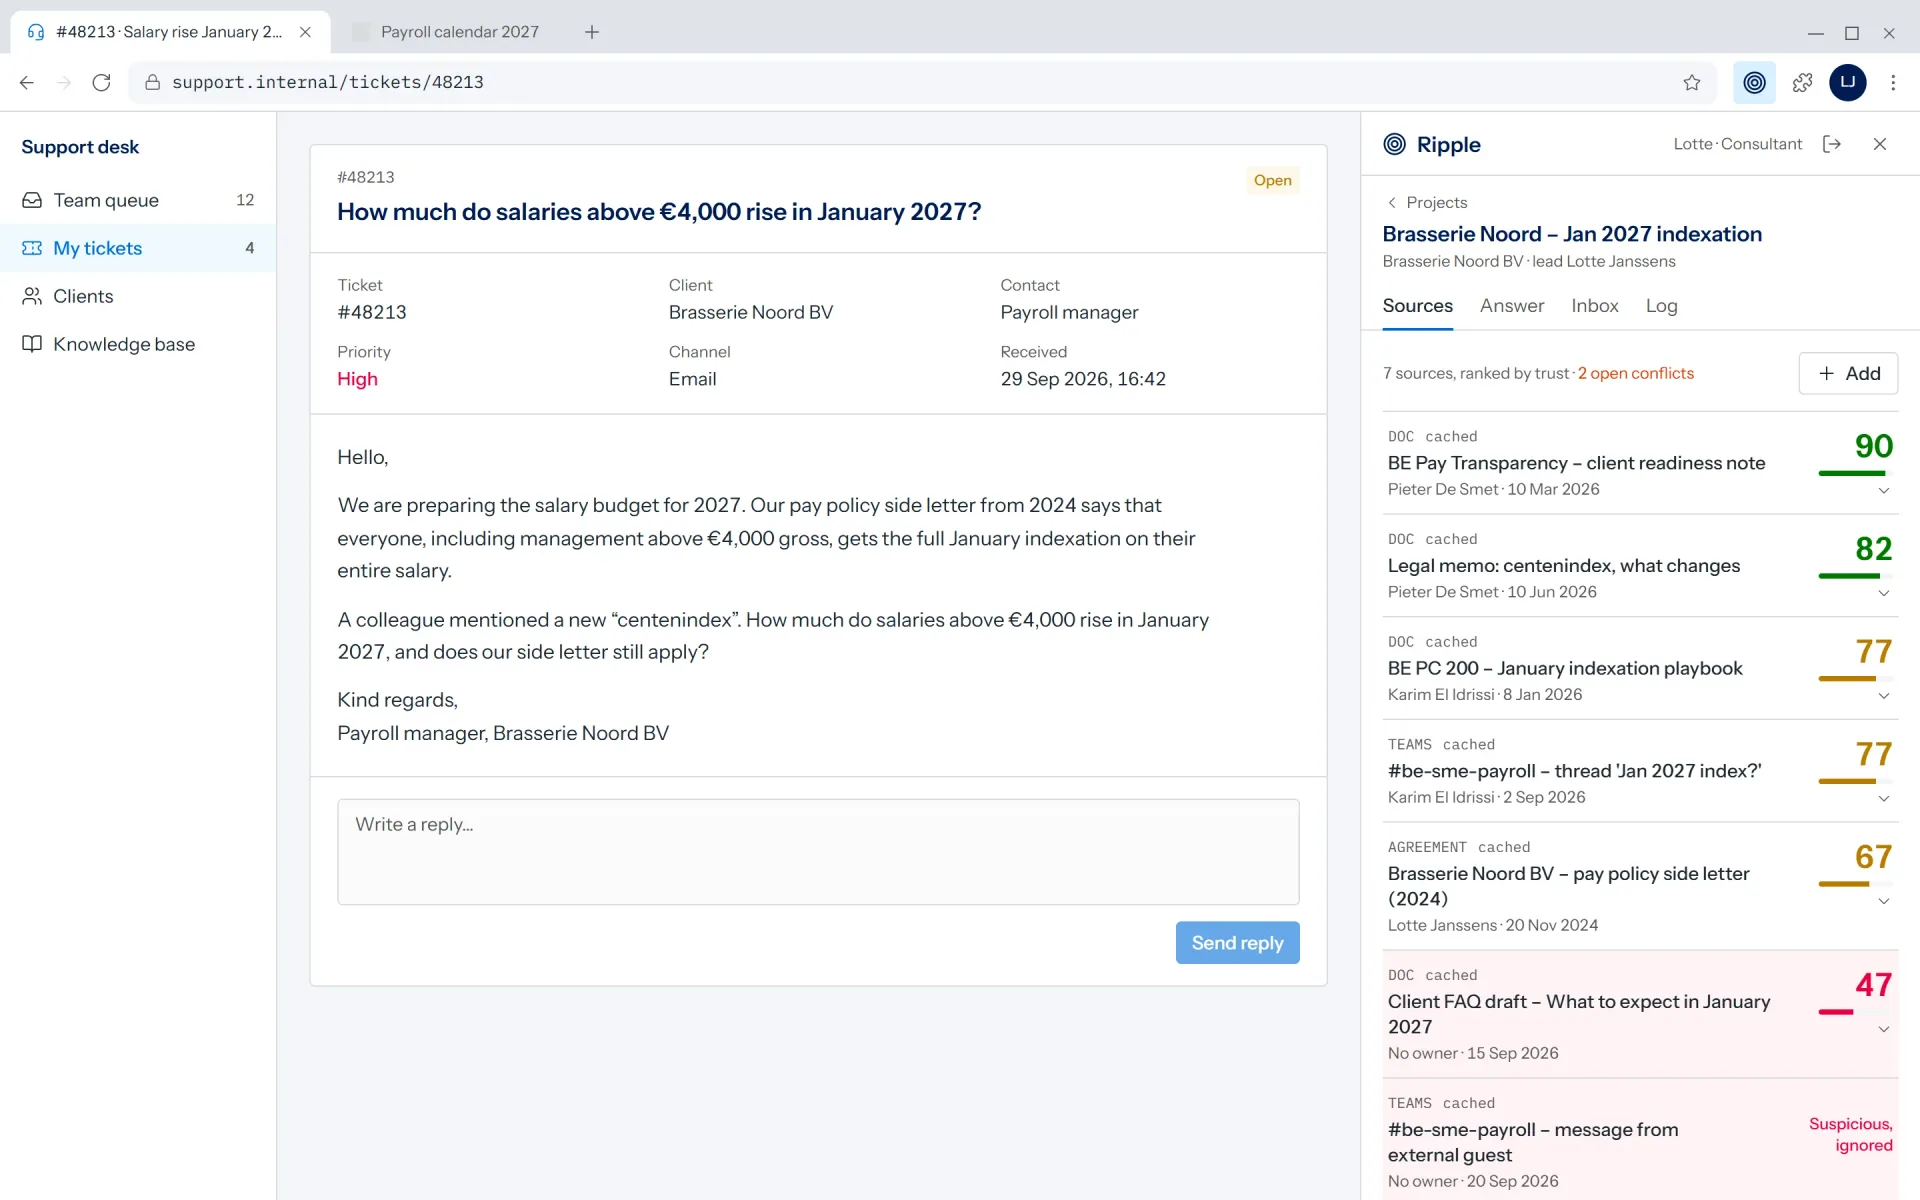 #48213 · Salary rise January 2...
Payroll calendar 2027
support.internal/tickets/48213
LJ
Support desk
Team queue 12
My tickets 4
Clients
Knowledge base
#48213
Open
How much do salaries above €4,000 rise in January 2027?
Ticket Client Contact
#48213 Brasserie Noord BV Payroll manager
Priority Channel Received
High Email 29 Sep 2026, 16:42
Hello,
We are preparing the salary budget for 2027. Our pay policy side letter from 2024 says that
everyone, including management above €4,000 gross, gets the full January indexation on their
entire salary.
A colleague mentioned a new “centenindex”. How much do salaries above €4,000 rise in January
2027, and does our side letter still apply?
Kind regards,
Payroll manager, Brasserie Noord BV
Write a reply...
Send reply
Ripple
Lotte · Consultant
Projects
Brasserie Noord – Jan 2027 indexation
Brasserie Noord BV · lead Lotte Janssens
Sources Answer Inbox Log
7 sources, ranked by trust · 2 open conflicts
Add
DOC cached
90
BE Pay Transparency – client readiness note
Pieter De Smet · 10 Mar 2026
DOC cached
82
Legal memo: centenindex, what changes
Pieter De Smet · 10 Jun 2026
DOC cached
77
BE PC 200 – January indexation playbook
Karim El Idrissi · 8 Jan 2026
TEAMS cached
77
#be-sme-payroll – thread 'Jan 2027 index?'
Karim El Idrissi · 2 Sep 2026
AGREEMENT cached
67
Brasserie Noord BV – pay policy side letter
(2024)
Lotte Janssens · 20 Nov 2024
DOC cached
47
Client FAQ draft – What to expect in January
2027
No owner · 15 Sep 2026
TEAMS cached
#be-sme-payroll – message from
external guest
Suspicious,
ignored
No owner · 20 Sep 2026